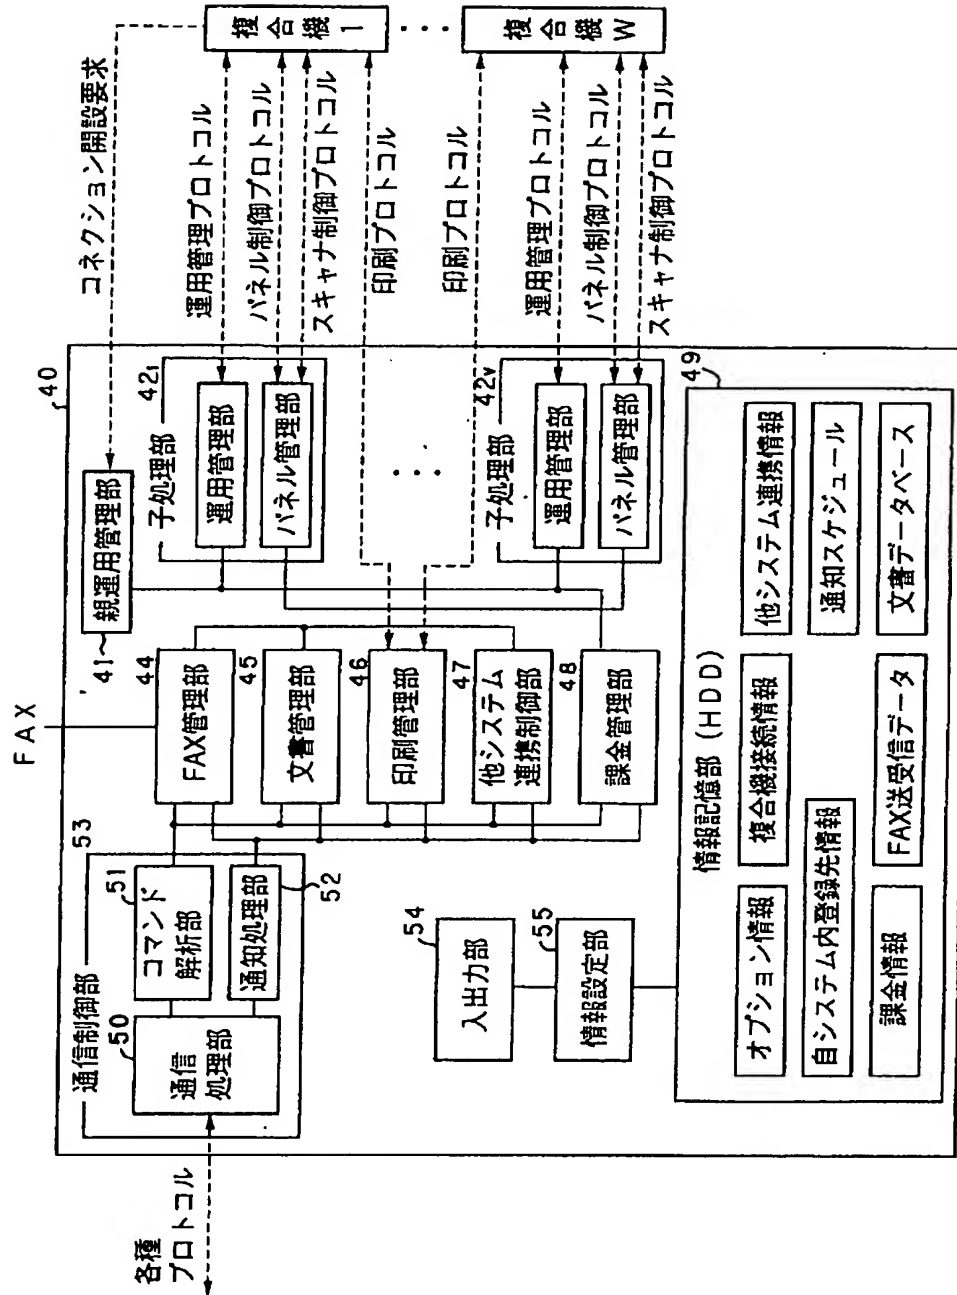 各種
プロトコル
FAX
コネクション開設要求
40
通信制御部
53
50
通信
処理部
51
コマンド
解析部
通知処理部
52
41
親運用管理部
44
FAX管理部
45
文書管理部
46
印刷管理部
47
他システム
連携制御部
48
課金管理部
子処理部
421
運用管理部
パネル管理部
子処理部
42v
運用管理部
パネル管理部
運用管理プロトコル
パネル制御プロトコル
スキャナ制御プロトコル
印刷プロトコル
印刷プロトコル
運用管理プロトコル
パネル制御プロトコル
スキャナ制御プロトコル
複合機1
複合機W
54
入出力部
55
情報設定部
49
情報記憶部(HDD)
オプション情報
複合機接続情報
他システム連携情報
自システム内登録先情報
通知スケジュール
課金情報
FAX送受信データ
文書データベース